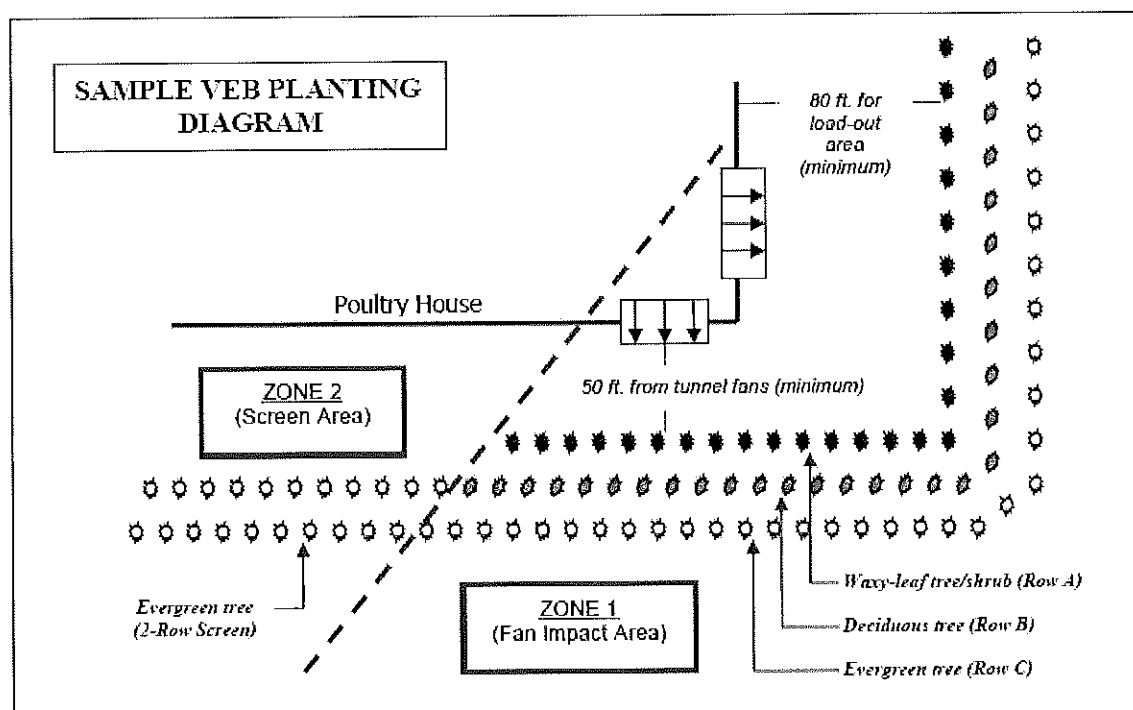 SAMPLE VEB PLANTING
DIAGRAM
80 ft. for
load-out
area
(minimum)
Poultry House
50 ft. from tunnel fans (minimum)
ZONE 2
(Screen Area)
Evergreen tree
(2-Row Screen)
ZONE 1
(Fan Impact Area)
Waxy-leaf tree/shrub (Row A)
Deciduous tree (Row B)
Evergreen tree (Row C)